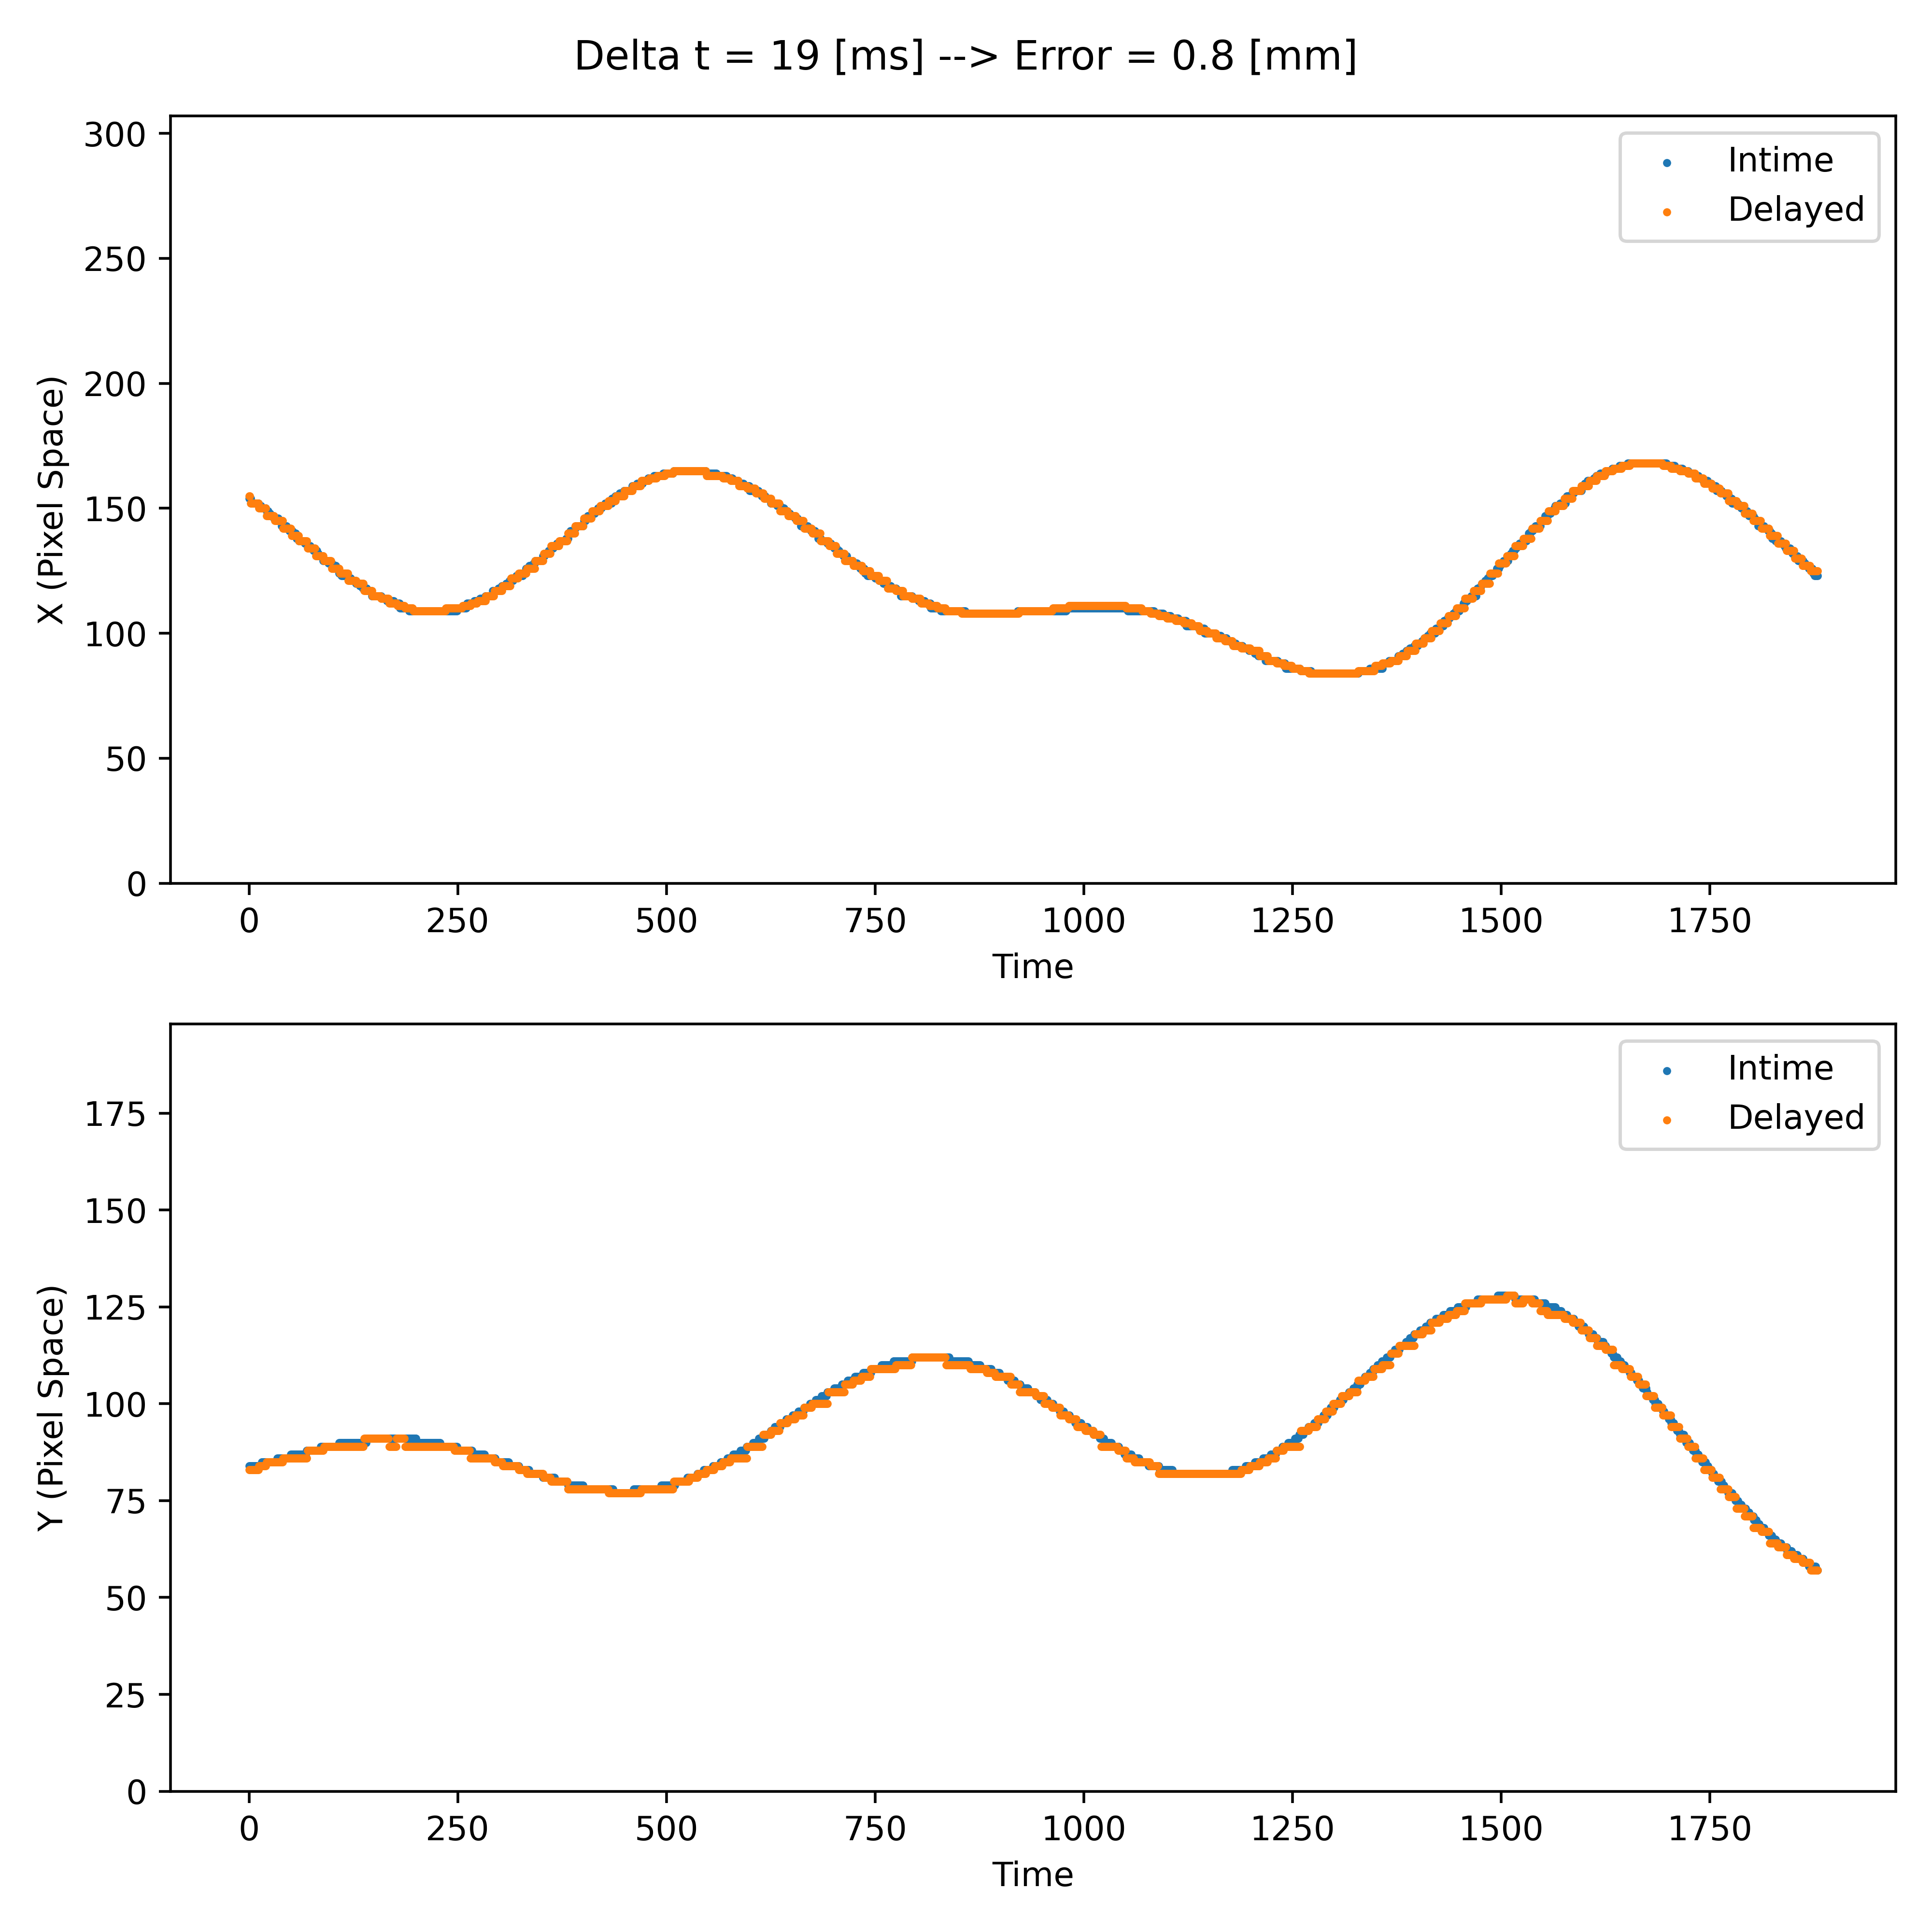 Delta t = 19 [ms] --> Error = 0.8 [mm]
300
250
200
150
100
50
0
X (Pixel Space)
Intime
Delayed
0 250 500 750 1000 1250 1500 1750
Time
175
150
125
100
75
50
25
0
Y (Pixel Space)
Intime
Delayed
0 250 500 750 1000 1250 1500 1750
Time